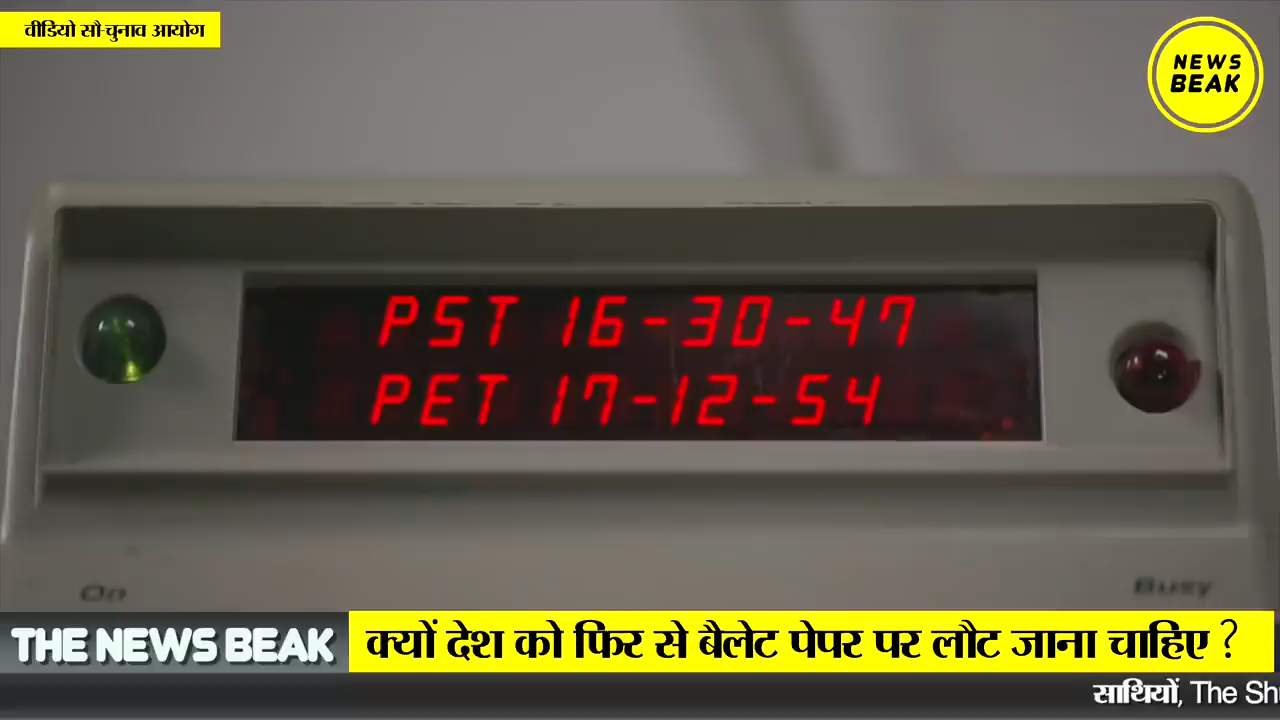 वीडियो सौ-चुनाव आयोग
NEWS
BEAK
PST 16-30-47
PET 17-12-54
On
Busy
THE NEWS BEAK
क्यों देश को फिर से बैलेट पेपर पर लौट जाना चाहिए ?
साथियों, The